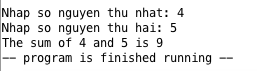 Nhap so nguyen thu nhat: 4
Nhap so nguyen thu hai: 5
The sum of 4 and 5 is 9
-- program is finished running --